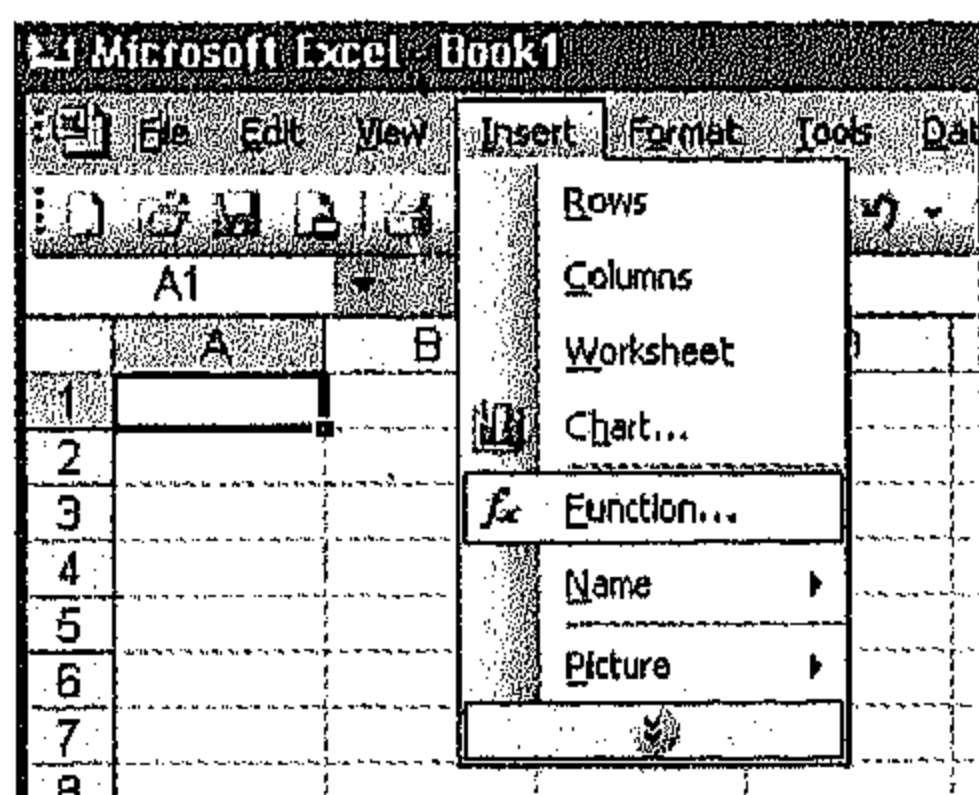 Microsoft Excel - Book1
File Edit View Insert Format Tools
A1
A B
Rows
Columns
Worksheet
Chart...
Function...
Name
Picture
1
2
3
4
5
6
7
8